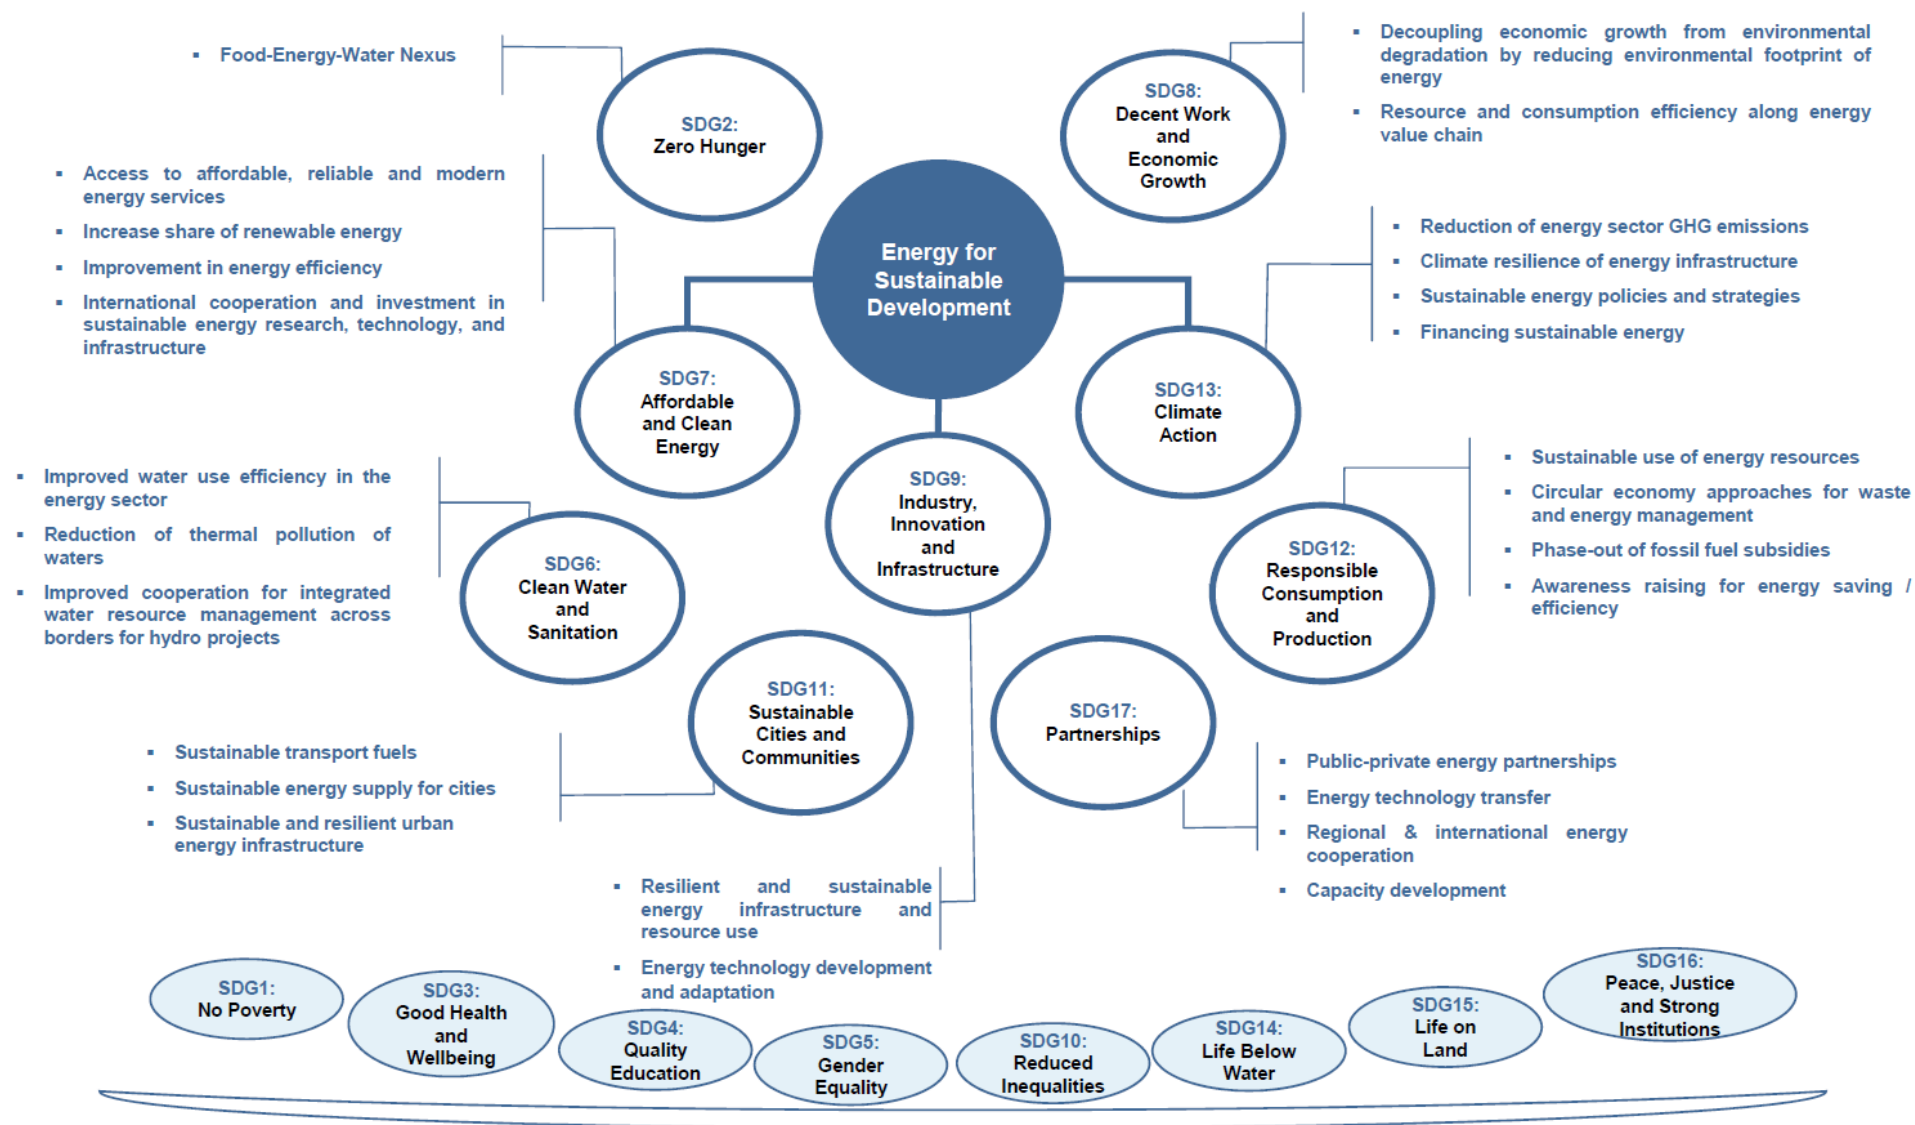 ▪ Food-Energy-Water Nexus
SDG2:
Zero Hunger
SDG8:
Decent Work
and
Economic
Growth
▪ Decoupling economic growth from environmental
degradation by reducing environmental footprint of
energy
▪ Resource and consumption efficiency along energy
value chain
▪ Access to affordable, reliable and modern
energy services
▪ Increase share of renewable energy
▪ Improvement in energy efficiency
▪ International cooperation and investment in
sustainable energy research, technology, and
infrastructure
Energy for
Sustainable
Development
▪ Reduction of energy sector GHG emissions
▪ Climate resilience of energy infrastructure
▪ Sustainable energy policies and strategies
▪ Financing sustainable energy
SDG7:
Affordable
and Clean
Energy
SDG13:
Climate
Action
▪ Improved water use efficiency in the
energy sector
▪ Reduction of thermal pollution of
waters
▪ Improved cooperation for integrated
water resource management across
borders for hydro projects
SDG6:
Clean Water
and
Sanitation
SDG9:
Industry,
Innovation
and
Infrastructure
SDG12:
Responsible
Consumption
and
Production
▪ Sustainable use of energy resources
▪ Circular economy approaches for waste
and energy management
▪ Phase-out of fossil fuel subsidies
▪ Awareness raising for energy saving /
efficiency
SDG11:
Sustainable
Cities and
Communities
SDG17:
Partnerships
▪ Sustainable transport fuels
▪ Sustainable energy supply for cities
▪ Sustainable and resilient urban
energy infrastructure
▪ Public-private energy partnerships
▪ Energy technology transfer
▪ Regional & international energy
cooperation
▪ Capacity development
▪ Resilient and sustainable
energy infrastructure and
resource use
▪ Energy technology development
and adaptation
SDG1:
No Poverty
SDG3:
Good Health
and
Wellbeing
SDG4:
Quality
Education
SDG5:
Gender
Equality
SDG10:
Reduced
Inequalities
SDG14:
Life Below
Water
SDG15:
Life on
Land
SDG16:
Peace, Justice
and Strong
Institutions